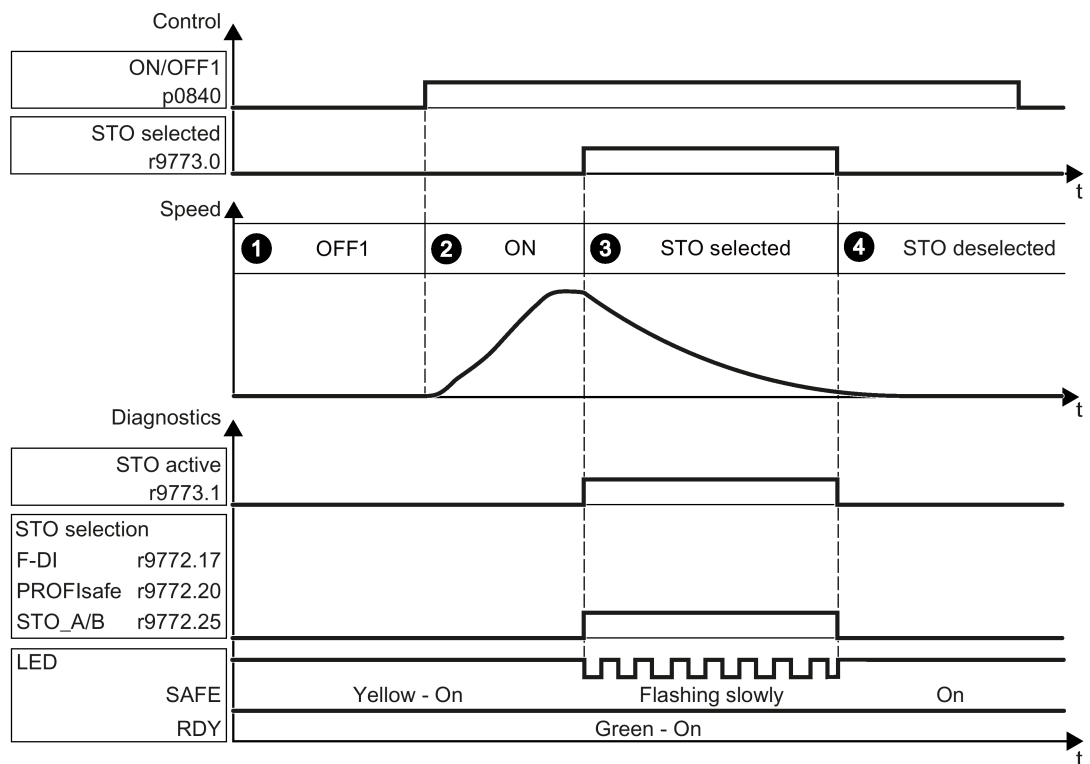 Control
ON/OFF1
p0840
STO selected
r9773.0
t
Speed
1 OFF1 2 ON 3 STO selected 4 STO deselected
t
Diagnostics
STO active
r9773.1
STO selection
F-DI r9772.17
PROFIsafe r9772.20
STO_A/B r9772.25
LED
SAFE Yellow - On Flashing slowly On
RDY Green - On
t